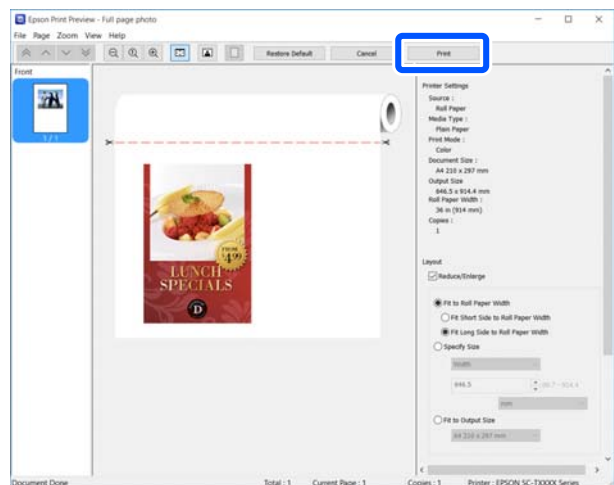 Epson Print Preview - Full page photo
File Page Zoom View Help
Restore Default Cancel Print
Front
1 / 1
FROM
$4.99
LUNCH
SPECIALS
D
Printer Settings
Source :
Roll Paper
Media Type :
Plain Paper
Print Mode :
Color
Document Size :
A4 210 x 297 mm
Output Size
646.5 x 914.4 mm
Roll Paper Width :
36 in (914 mm)
Copies :
1
Layout
Reduce/Enlarge
Fit to Roll Paper Width
Fit Short Side to Roll Paper Width
Fit Long Side to Roll Paper Width
Specify Size
Width
646.5
mm
Fit to Output Size
A4 210 x 297 mm
Document Done Total : 1 Current Page : 1 Copies : 1 Printer : EPSON SC-TXXXX Series